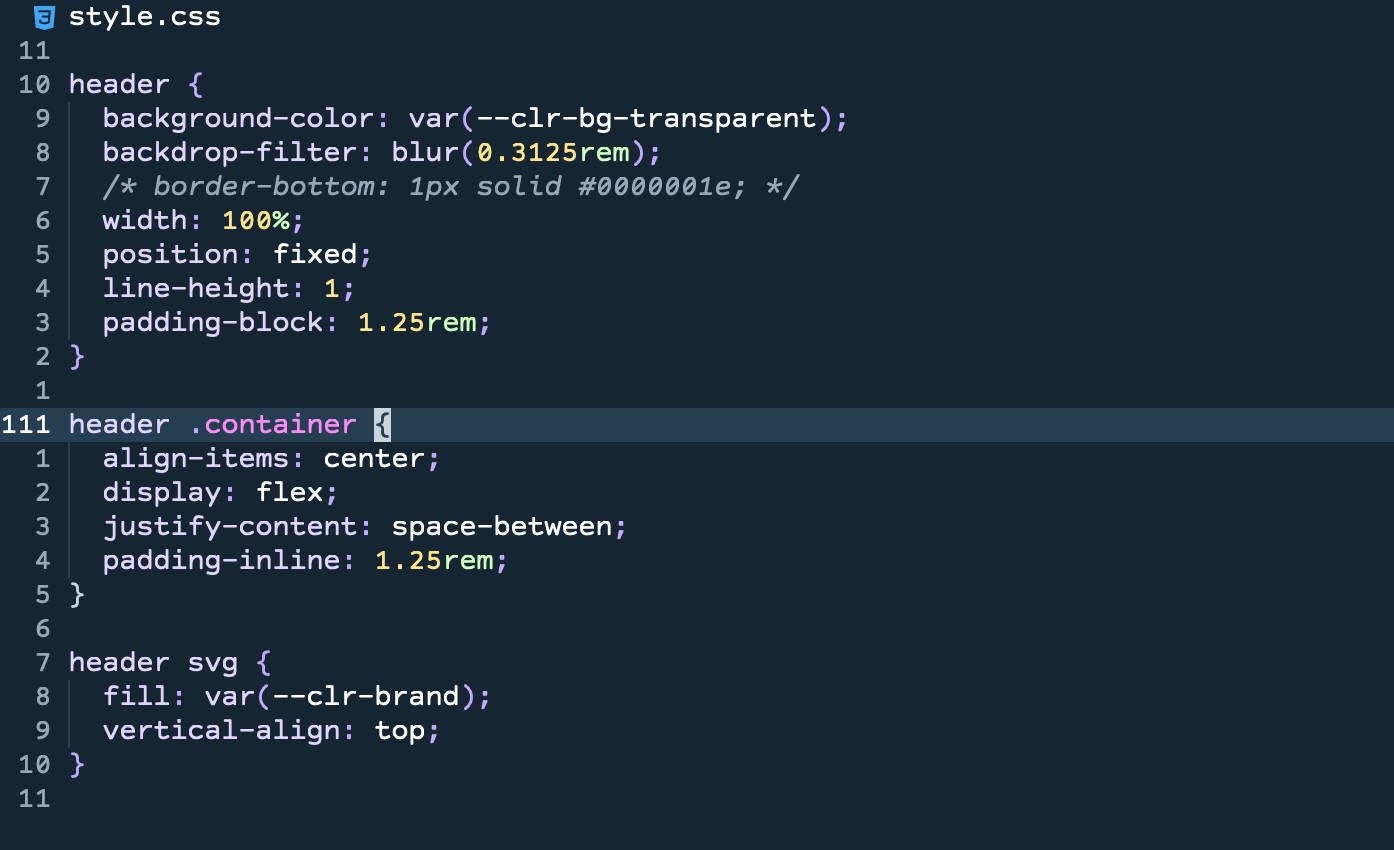 style.css
11
10 header {
9   background-color: var(--clr-bg-transparent);
8   backdrop-filter: blur(0.3125rem);
7   /* border-bottom: 1px solid #0000001e; */
6   width: 100%;
5   position: fixed;
4   line-height: 1;
3   padding-block: 1.25rem;
2 }
1
111 header .container {
1   align-items: center;
2   display: flex;
3   justify-content: space-between;
4   padding-inline: 1.25rem;
5 }
6
7 header svg {
8   fill: var(--clr-brand);
9   vertical-align: top;
10 }
11